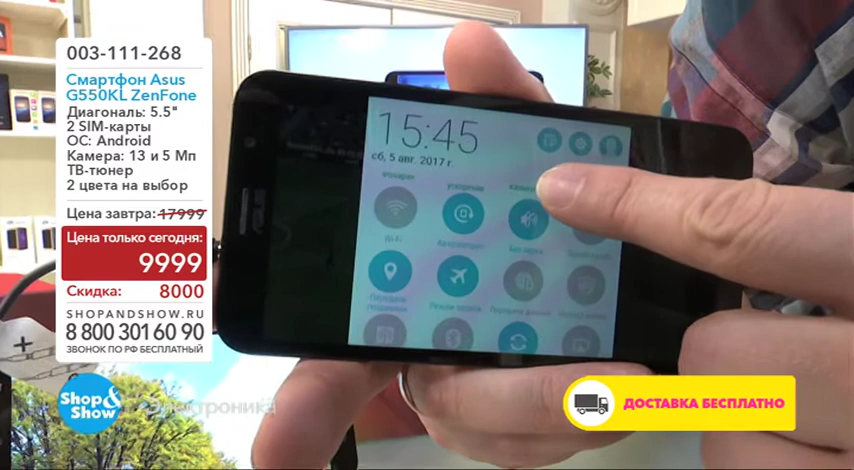 003-111-268
Смартфон Asus
G550KL ZenFone
Диагональ: 5.5"
2 SIM-карты
ОС: Android
Камера: 13 и 5 Мп
ТВ-тюнер
2 цвета на выбор
Цена завтра: 17999
Цена только сегодня:
9999
Скидка: 8000
SHOPANDSHOW.RU
8 800 301 60 90
ЗВОНОК ПО РФ БЕСПЛАТНЫЙ
Shop&
Show
Электроника
15:45
сб, 5 авг. 2017 г.
Фонарик
Wi-Fi
ASUS
ДОСТАВКА БЕСПЛАТНО